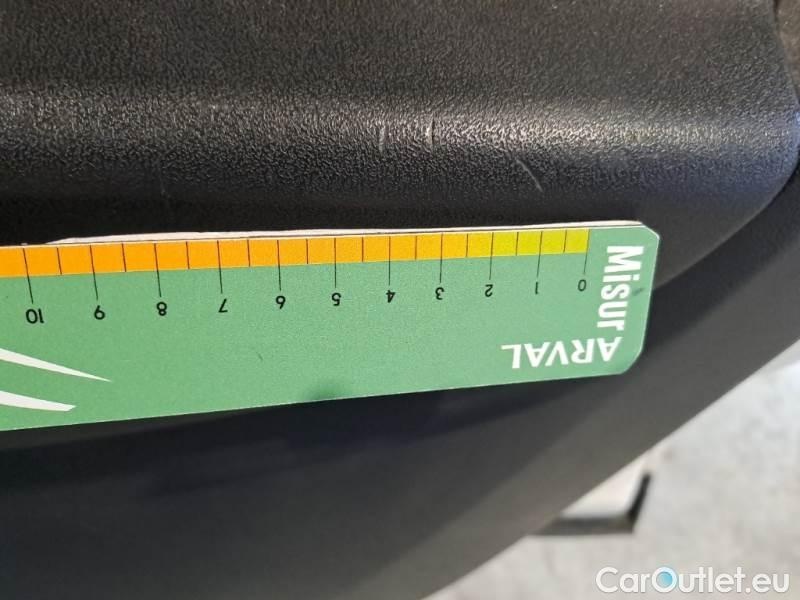 MiSUR
ARVAL
0 1 2 3 4 5 6 7 8 9 10
CarOutlet.eu